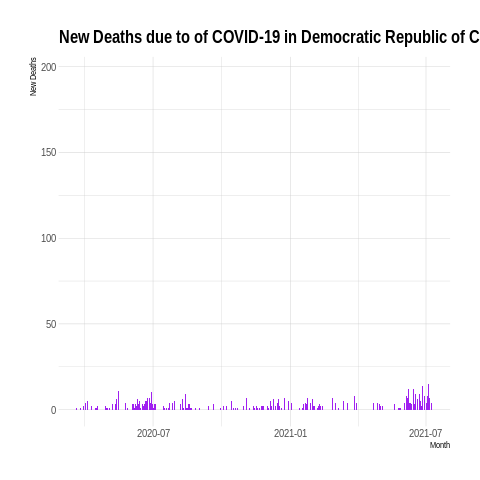 New Deaths due to of COVID-19 in Democratic Republic of C
New Deaths
200
150
100
50
0
2020-07
2021-01
2021-07
Month